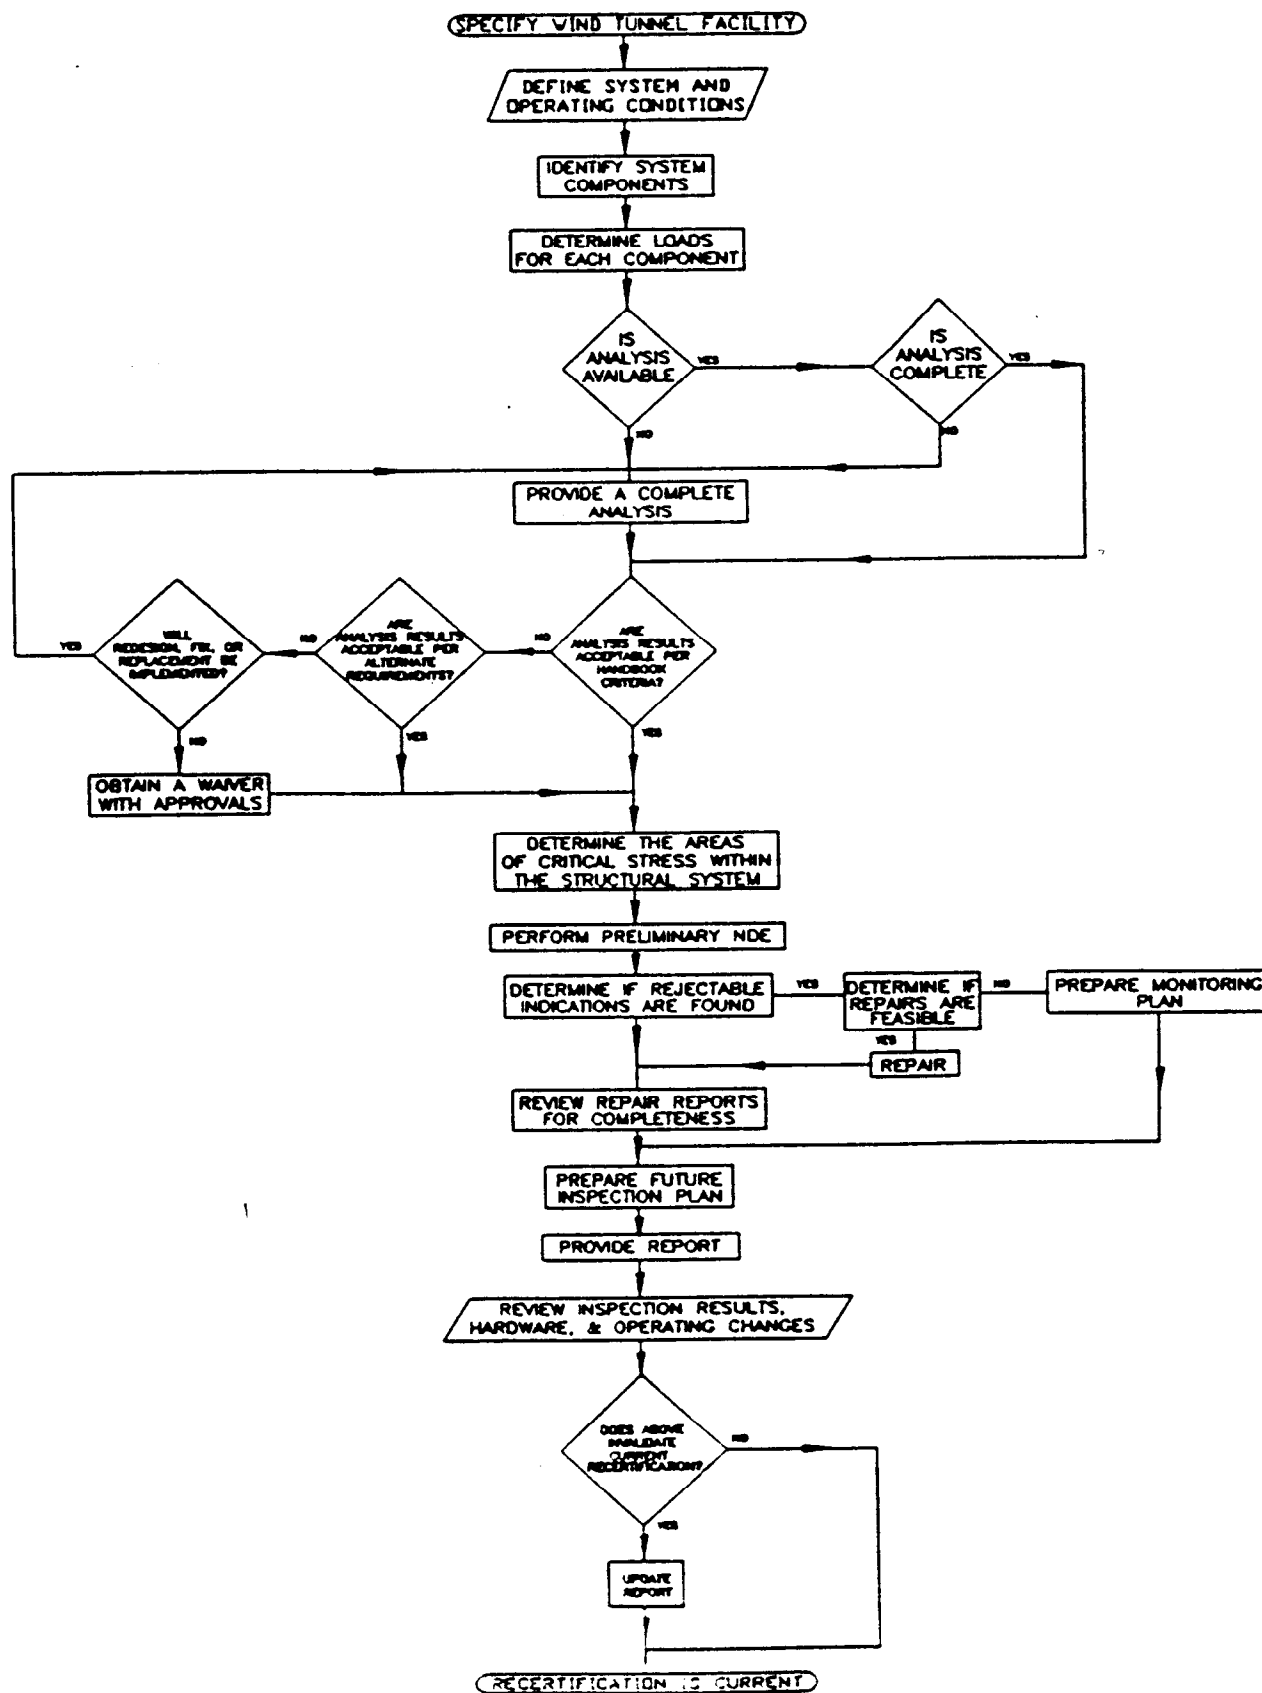 SPECIFY WIND TUNNEL FACILITY
DEFINE SYSTEM AND
OPERATING CONDITIONS
IDENTIFY SYSTEM
COMPONENTS
DETERMINE LOADS
FOR EACH COMPONENT
IS
ANALYSIS
AVAILABLE
YES
IS
ANALYSIS
COMPLETE
YES
NO
NO
PROVIDE A COMPLETE
ANALYSIS
YES
WILL
REDESIGN, FIX, OR
REPLACEMENT BE
IMPLEMENTED?
NO
ARE
ANALYSIS RESULTS
ACCEPTABLE PER
ALTERNATE
REQUIREMENTS?
NO
ARE
ANALYSIS RESULTS
ACCEPTABLE PER
HANDBOOK
CRITERIA?
NO
YES
YES
OBTAIN A WAIVER
WITH APPROVALS
DETERMINE THE AREAS
OF CRITICAL STRESS WITHIN
THE STRUCTURAL SYSTEM
PERFORM PRELIMINARY NDE
DETERMINE IF REJECTABLE
INDICATIONS ARE FOUND
YES
DETERMINE IF
REPAIRS ARE
FEASIBLE
NO
PREPARE MONITORING
PLAN
YES
REPAIR
REVIEW REPAIR REPORTS
FOR COMPLETENESS
PREPARE FUTURE
INSPECTION PLAN
PROVIDE REPORT
REVIEW INSPECTION RESULTS,
HARDWARE, & OPERATING CHANGES
DOES ABOVE
INVALIDATE
CURRENT
RECERTIFICATION?
NO
YES
UPDATE
REPORT
RECERTIFICATION IS CURRENT